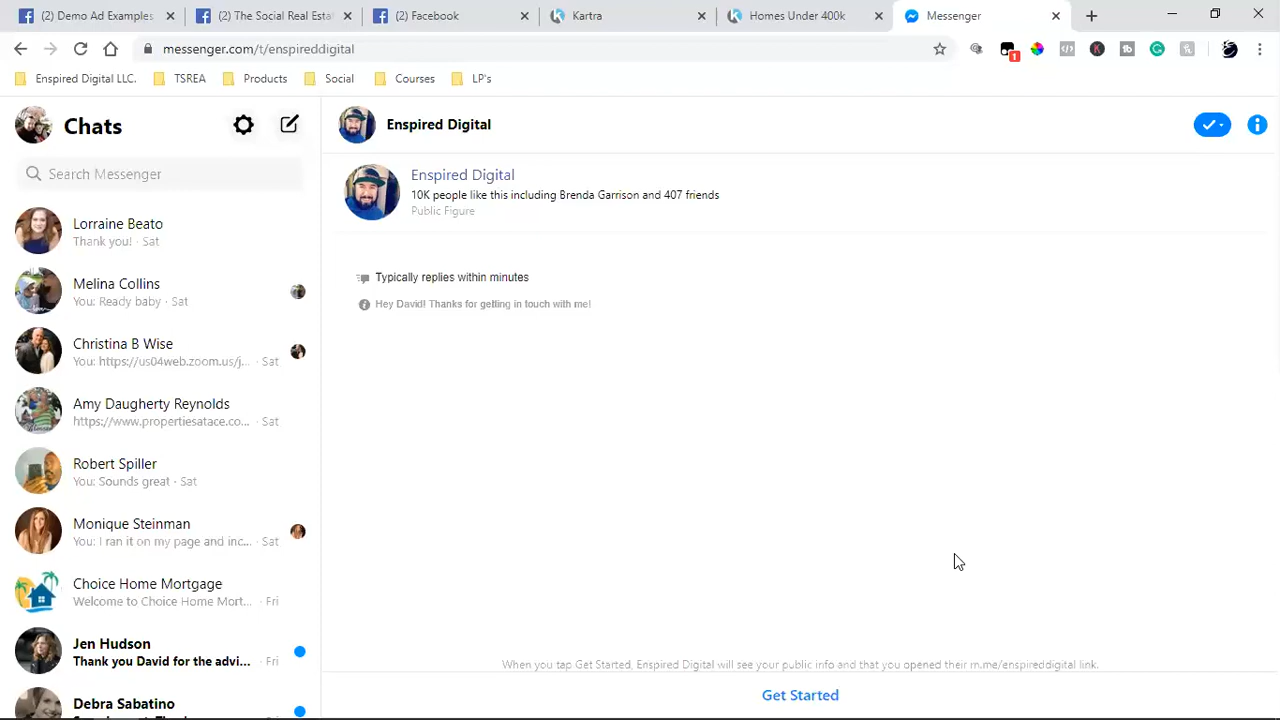 (2) Demo Ad Examples
(2) The Social Real Esta
(2) Facebook
Kartra
Homes Under 400k
Messenger
messenger.com/t/enspireddigital
1
Enspired Digital LLC.
TSREA
Products
Social
Courses
LP's
Chats
Search Messenger
Lorraine Beato
Thank you! · Sat
Melina Collins
You: Ready baby · Sat
Christina B Wise
You: https://us04web.zoom.us/j... · Sat
Amy Daugherty Reynolds
https://www.propertiesatace.co... · Sat
Robert Spiller
You: Sounds great · Sat
Monique Steinman
You: I ran it on my page and inc... · Sat
Choice Home Mortgage
Welcome to Choice Home Mort... · Fri
Jen Hudson
Thank you David for the advi... · Fri
Debra Sabatino
Enspired Digital
Enspired Digital
10K people like this including Brenda Garrison and 407 friends
Public Figure
Typically replies within minutes
Hey David! Thanks for getting in touch with me!
When you tap Get Started, Enspired Digital will see your public info and that you opened their m.me/enspireddigital link.
Get Started